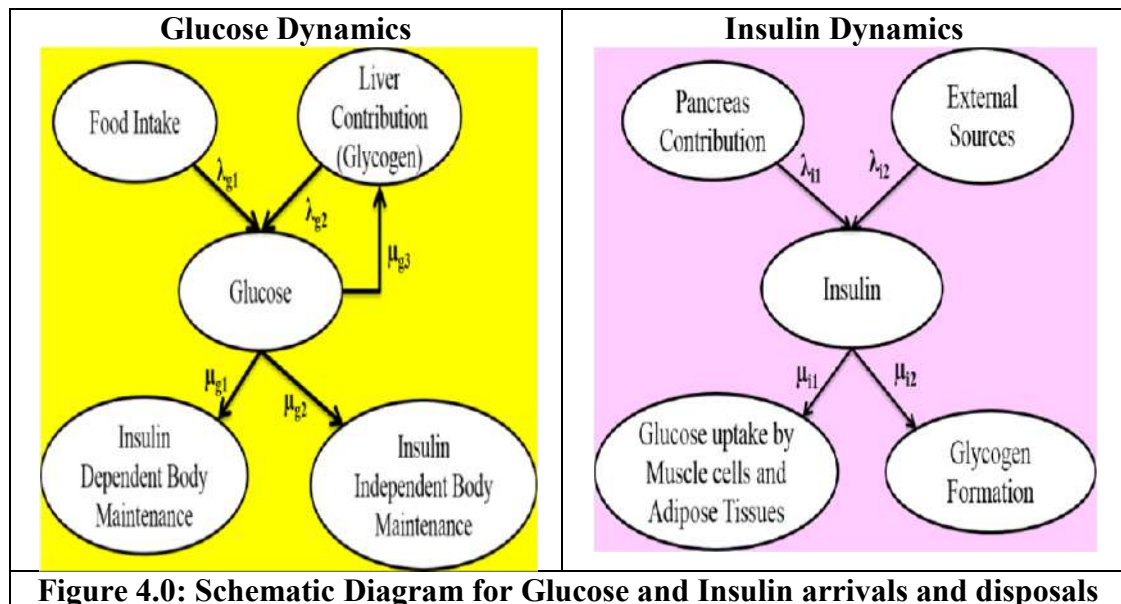 Glucose Dynamics
Food Intake
Liver
Contribution
(Glycogen)
λg1
λg2
μg3
Glucose
μg1
μg2
Insulin
Dependent Body
Maintenance
Insulin
Independent Body
Maintenance
Insulin Dynamics
Pancreas
Contribution
External
Sources
λi1
λi2
Insulin
μi1
μi2
Glucose uptake by
Muscle cells and
Adipose Tissues
Glycogen
Formation
Figure 4.0: Schematic Diagram for Glucose and Insulin arrivals and disposals